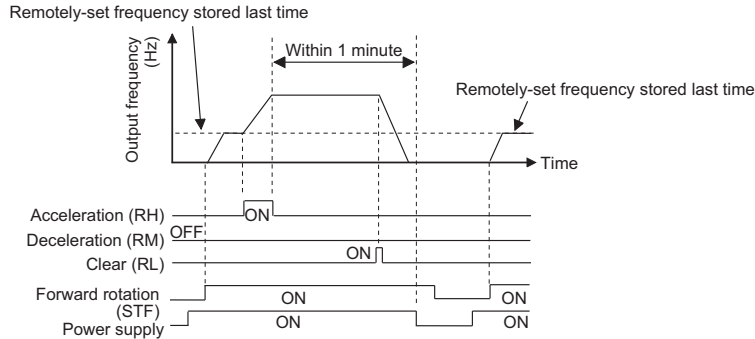 Remotely-set frequency stored last time
Output frequency
(Hz)
Within 1 minute
Remotely-set frequency stored last time
Time
Acceleration (RH)
ON
Deceleration (RM)
OFF
Clear (RL)
ON
Forward rotation
(STF)
ON
ON
Power supply
ON
ON